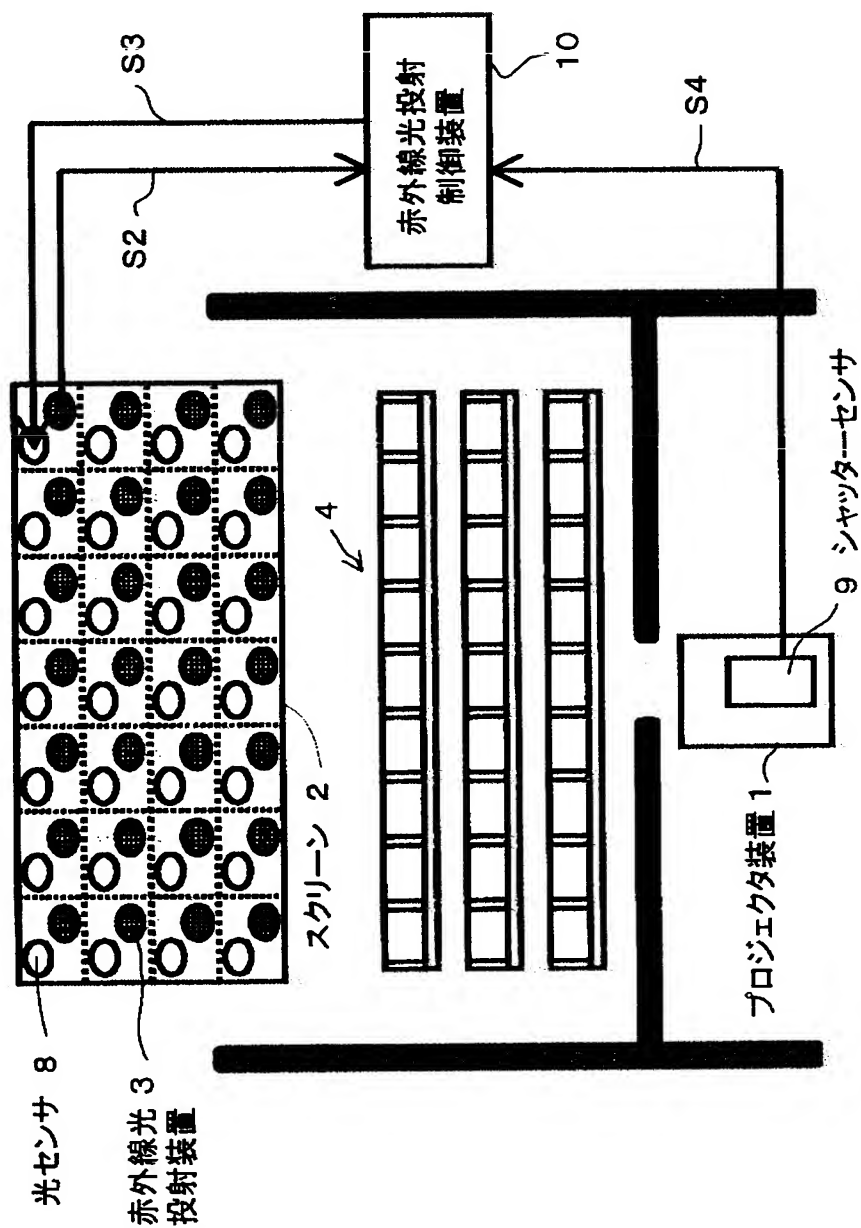 光センサ 8
赤外線光 3
投射装置
スクリーン 2
4
S3
S2
赤外線光投射
制御装置
10
S4
プロジェクタ装置 1
9 シャッターセンサ